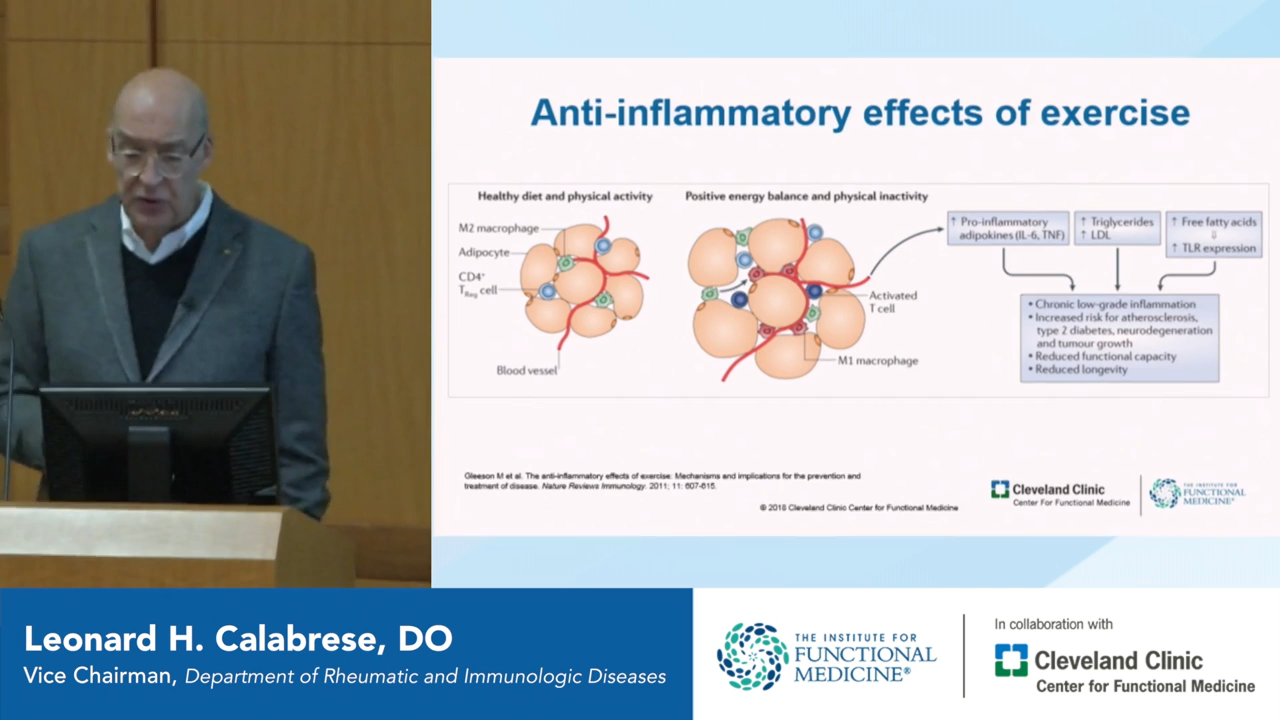 Anti-inflammatory effects of exercise
Healthy diet and physical activity
M2 macrophage
Adipocyte
CD4⁺
T_Reg cell
Blood vessel
Positive energy balance and physical inactivity
Activated
T cell
M1 macrophage
↑ Pro-inflammatory
adipokines (IL-6, TNF)
↑ Triglycerides
↑ LDL
↑ Free fatty acids
⇩
↑ TLR expression
• Chronic low-grade inflammation
• Increased risk for atherosclerosis,
type 2 diabetes, neurodegeneration
and tumour growth
• Reduced functional capacity
• Reduced longevity
Gleeson M et al. The anti-inflammatory effects of exercise: Mechanisms and implications for the prevention and
treatment of disease. Nature Reviews Immunology. 2011; 11: 607-615.
© 2018 Cleveland Clinic Center for Functional Medicine
Cleveland Clinic
Center For Functional Medicine
THE INSTITUTE FOR
FUNCTIONAL
MEDICINE®
Leonard H. Calabrese, DO
Vice Chairman, Department of Rheumatic and Immunologic Diseases
THE INSTITUTE FOR
FUNCTIONAL
MEDICINE®
In collaboration with
Cleveland Clinic
Center for Functional Medicine